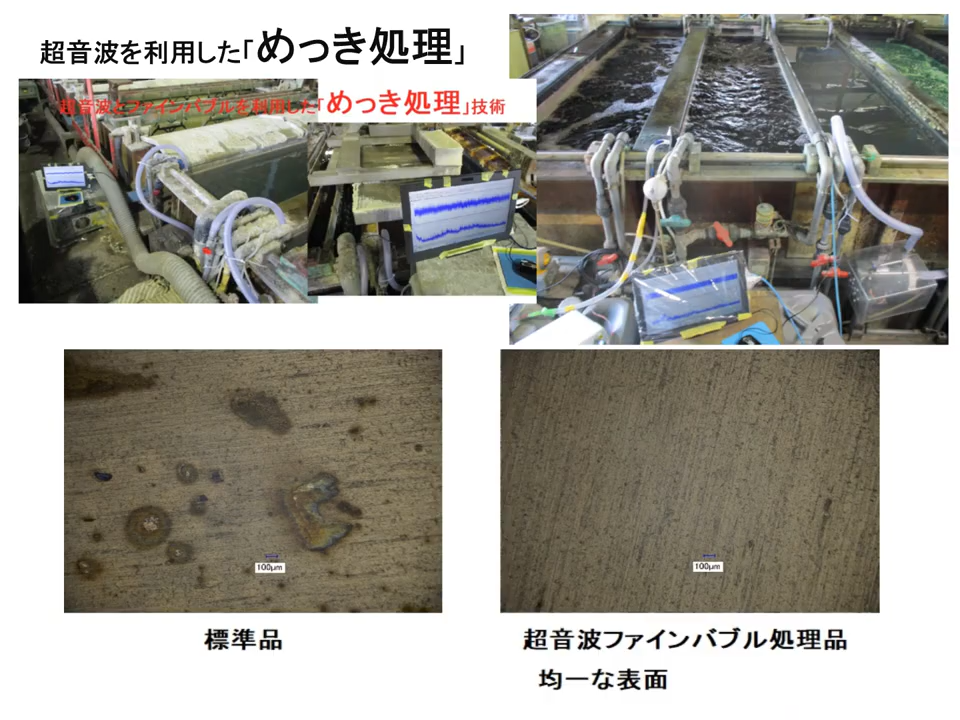 超音波を利用した「めっき処理」
超音波とファインバブルを利用した「めっき処理」技術
100μm
100μm
標準品
超音波ファインバブル処理品
均一な表面